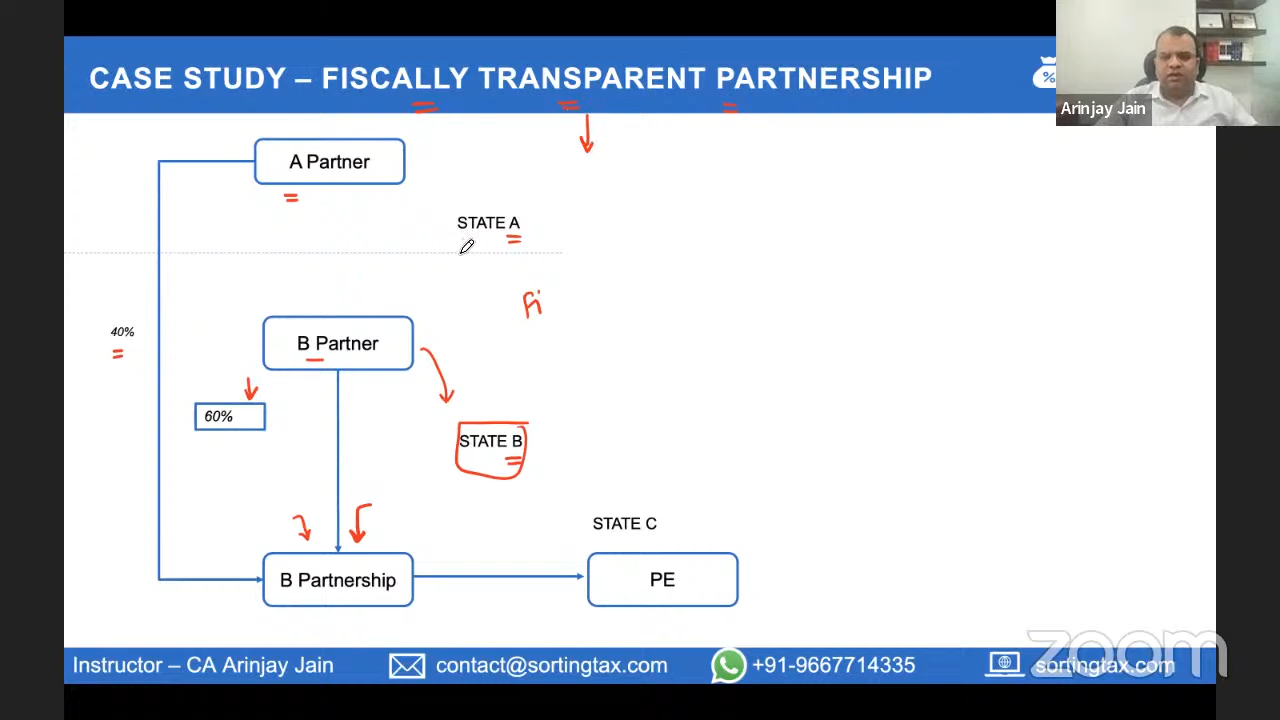 CASE STUDY – FISCALLY TRANSPARENT PARTNERSHIP
%
Arinjay Jain
A Partner
STATE A
Fi
40%
B Partner
60%
STATE B
STATE C
B Partnership
PE
zoom
Instructor – CA Arinjay Jain
contact@sortingtax.com
+91-9667714335
sortingtax.com